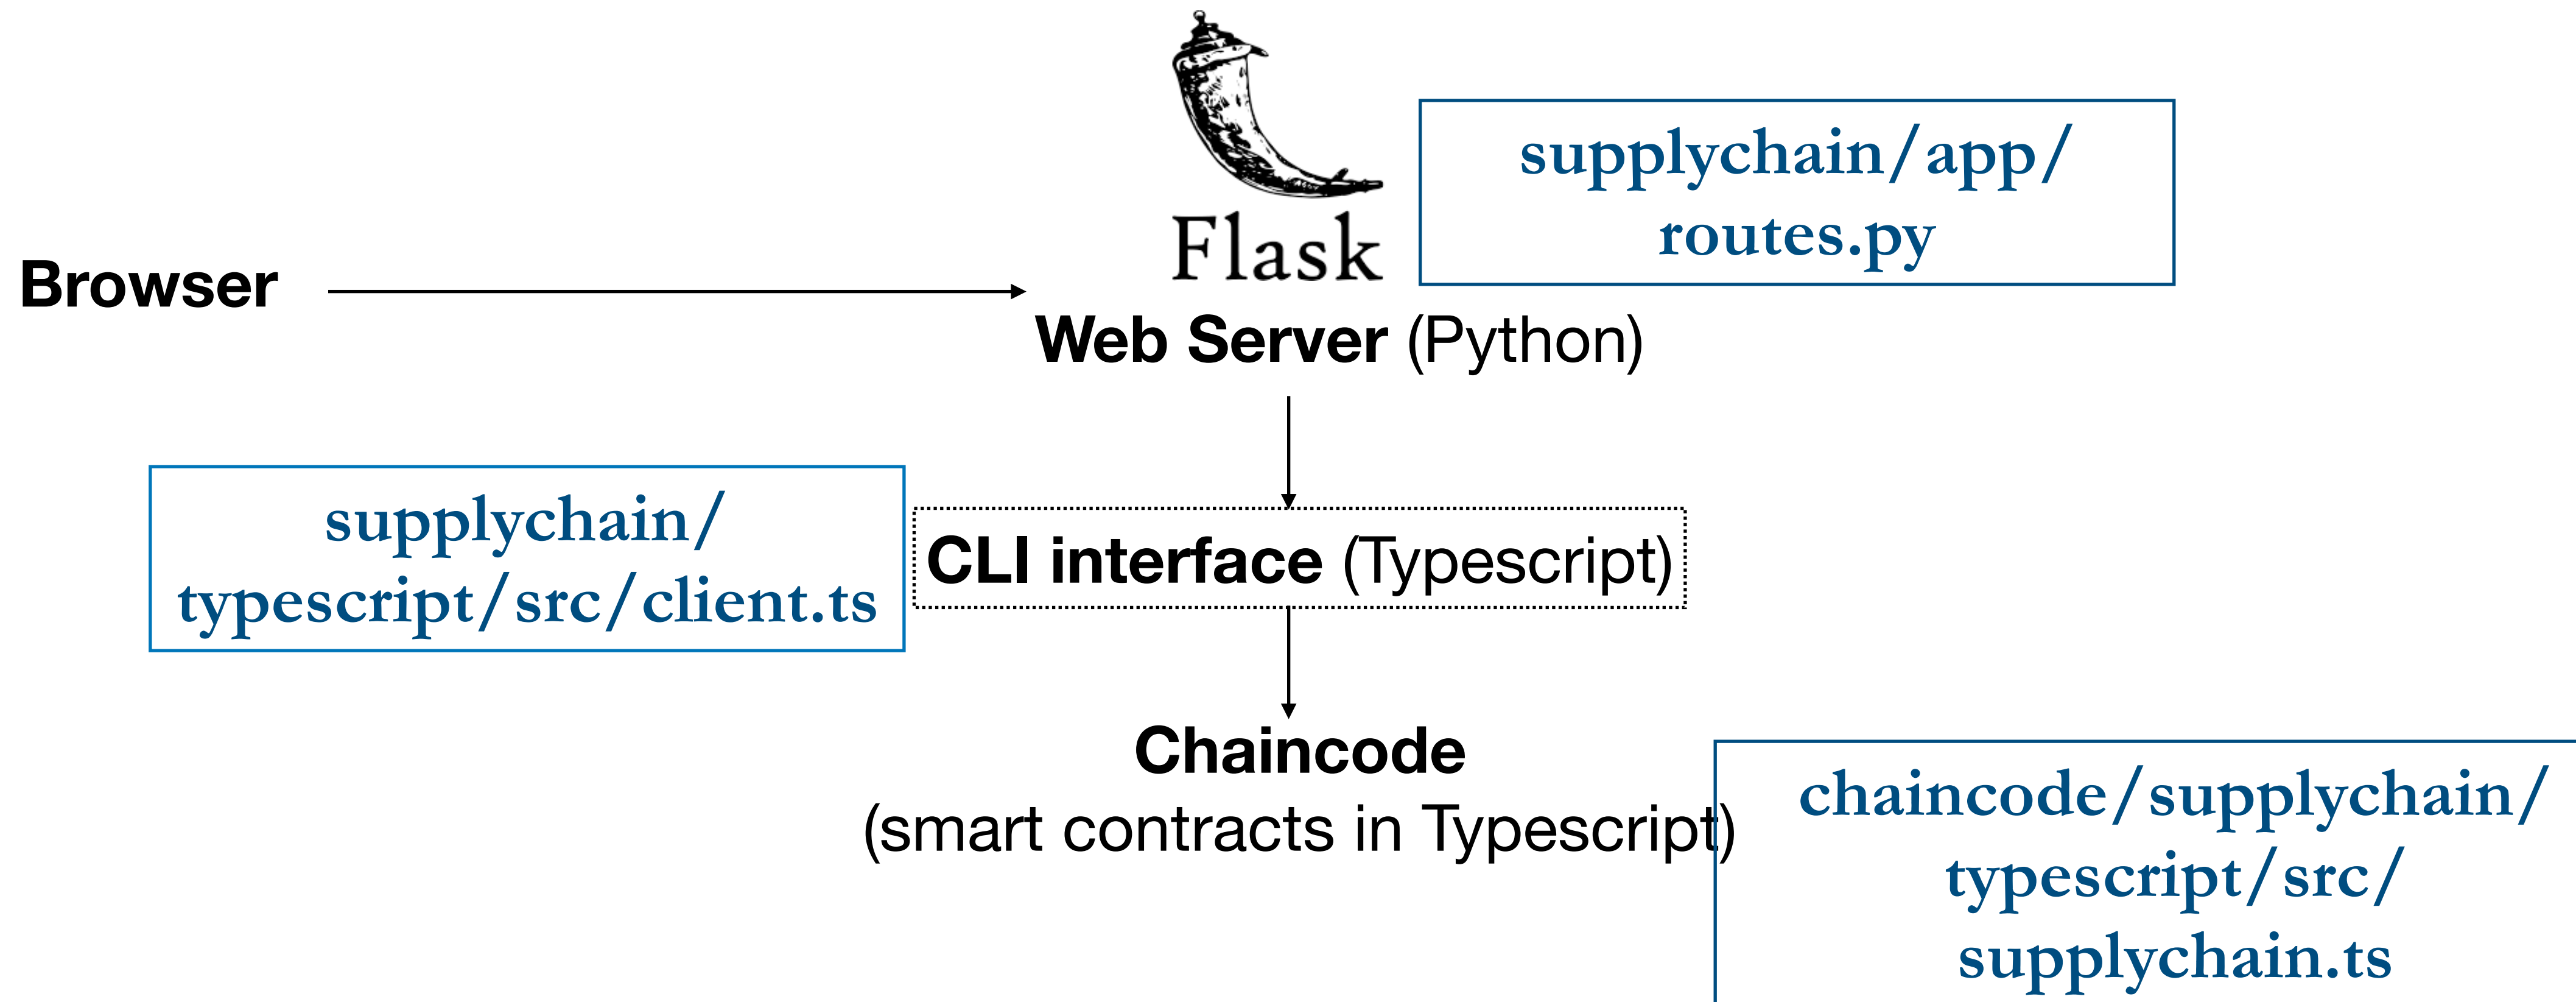 Flask
supplychain/app/
routes.py
Browser
Web Server (Python)
supplychain/
typescript/src/client.ts
CLI interface (Typescript)
Chaincode
(smart contracts in Typescript)
chaincode/supplychain/
typescript/src/
supplychain.ts